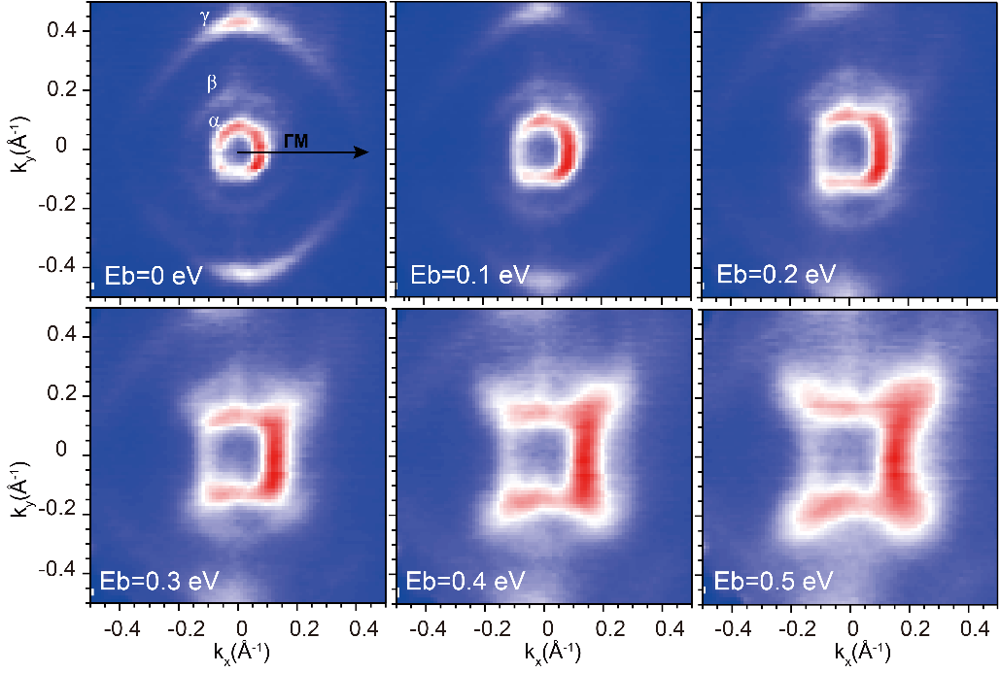 0.4
0.2
0
-0.2
-0.4
ky(Å-1)
γ
β
α
ΓM
Eb=0 eV
Eb=0.1 eV
Eb=0.2 eV
0.4
0.2
0
-0.2
-0.4
ky(Å-1)
Eb=0.3 eV
Eb=0.4 eV
Eb=0.5 eV
-0.4 -0.2 0 0.2 0.4
-0.4 -0.2 0 0.2 0.4
-0.4 -0.2 0 0.2 0.4
kx(Å-1)
kx(Å-1)
kx(Å-1)